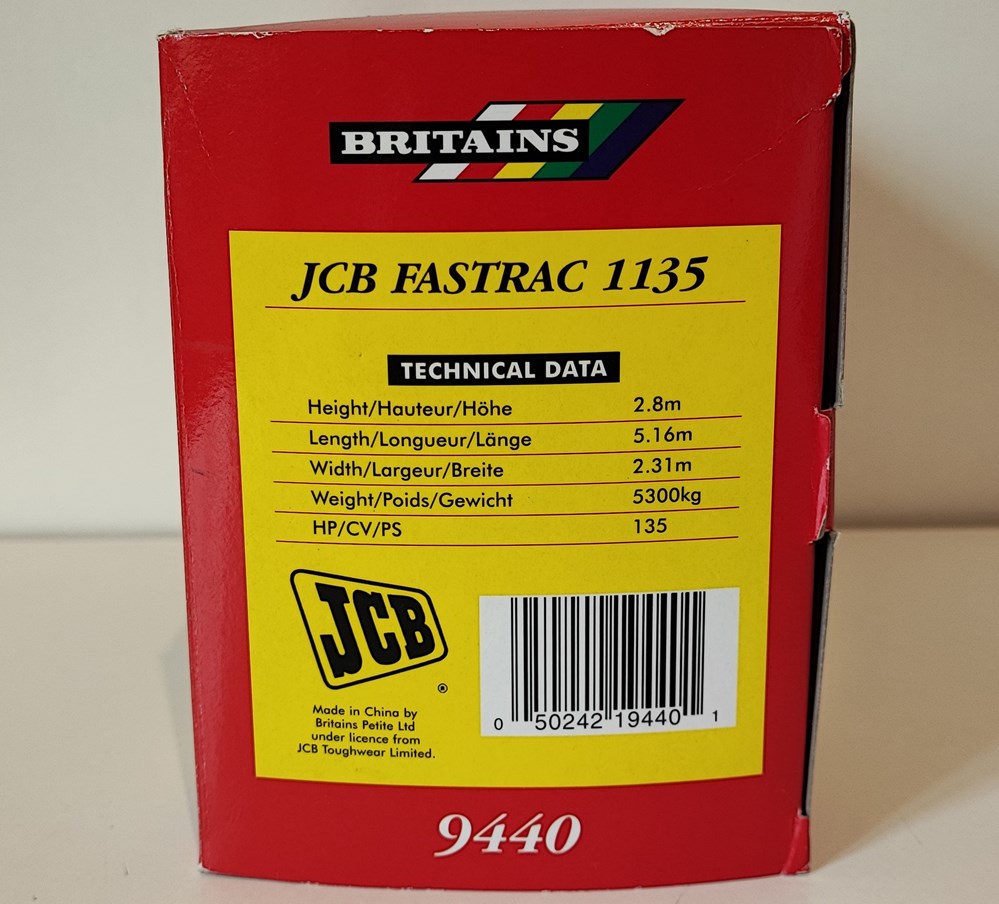 BRITAINS
JCB FASTRAC 1135
TECHNICAL DATA
Height/Hauteur/Höhe 2.8m
Length/Longueur/Länge 5.16m
Width/Largeur/Breite 2.31m
Weight/Poids/Gewicht 5300kg
HP/CV/PS 135
JCB
®
Made in China by
Britains Petite Ltd
under licence from
JCB Toughwear Limited.
0 50242 19440 1
9440